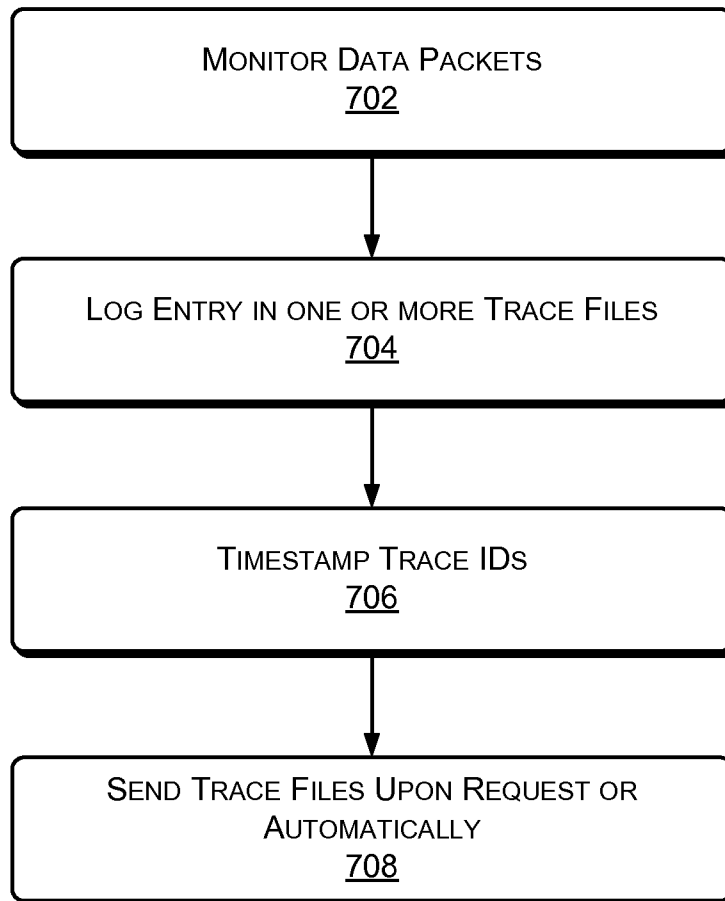 MONITOR DATA PACKETS
702
LOG ENTRY IN ONE OR MORE TRACE FILES
704
TIMESTAMP TRACE IDS
706
SEND TRACE FILES UPON REQUEST OR
AUTOMATICALLY
708